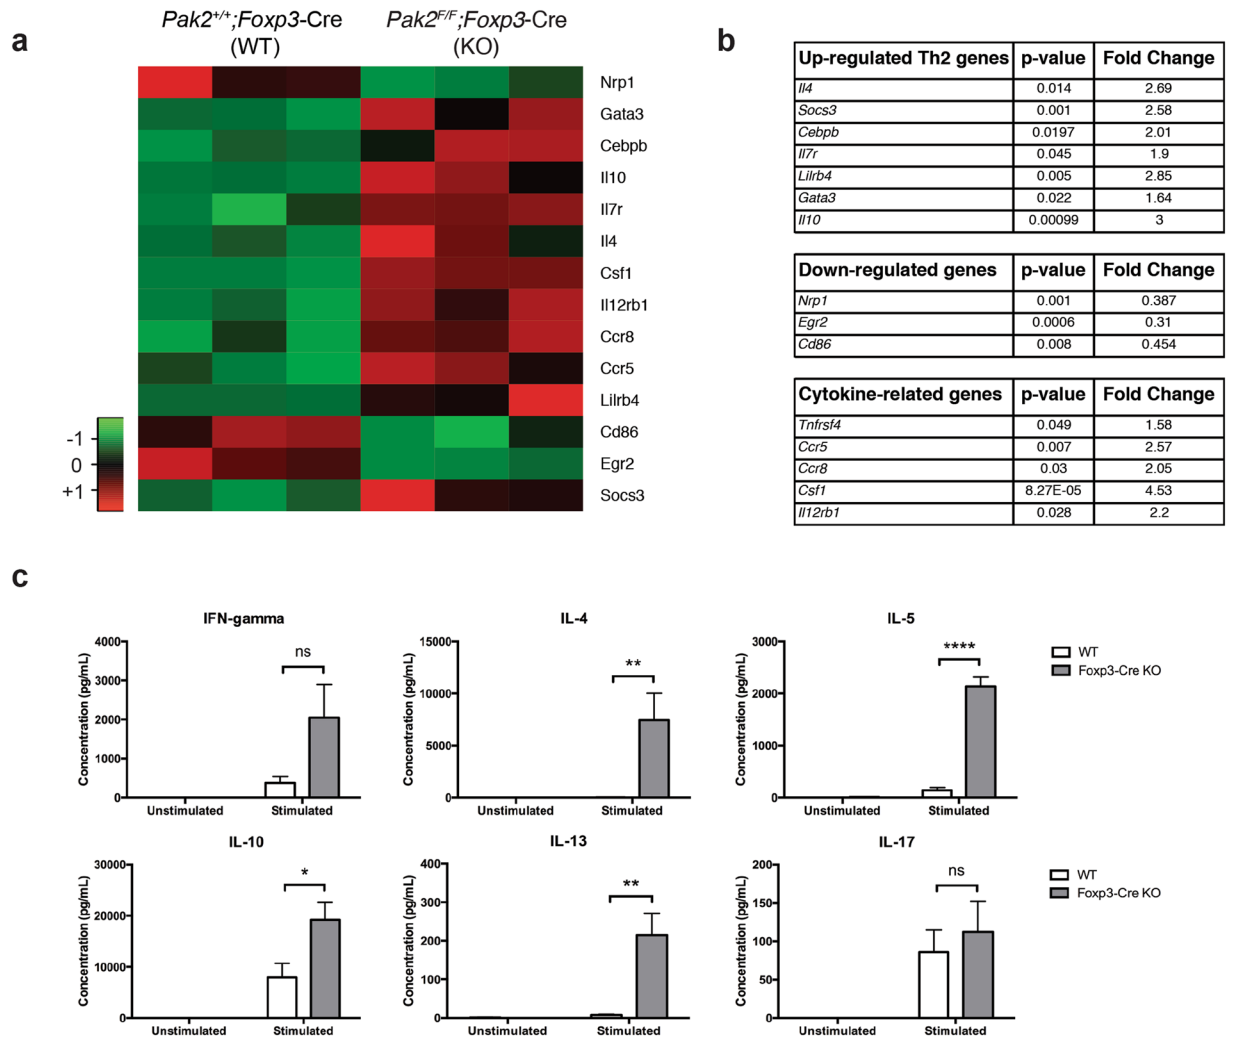 a
Pak2+/+;Foxp3-Cre
(WT)
Pak2F/F;Foxp3-Cre
(KO)
Nrp1
Gata3
Cebpb
Il10
Il7r
Il4
Csf1
Il12rb1
Ccr8
Ccr5
Lilrb4
Cd86
Egr2
Socs3
-1
0
+1
b
Up-regulated Th2 genes p-value Fold Change
Il4 0.014 2.69
Socs3 0.001 2.58
Cebpb 0.0197 2.01
Il7r 0.045 1.9
Lilrb4 0.005 2.85
Gata3 0.022 1.64
Il10 0.00099 3
Down-regulated genes p-value Fold Change
Nrp1 0.001 0.387
Egr2 0.0006 0.31
Cd86 0.008 0.454
Cytokine-related genes p-value Fold Change
Tnfrsf4 0.049 1.58
Ccr5 0.007 2.57
Ccr8 0.03 2.05
Csf1 8.27E-05 4.53
Il12rb1 0.028 2.2
c
IFN-gamma
Concentration (pg/mL)
4000
3000
2000
1000
0
ns
Unstimulated Stimulated
IL-4
Concentration (pg/mL)
15000
10000
5000
0
**
Unstimulated Stimulated
IL-5
Concentration (pg/mL)
3000
2000
1000
0
****
Unstimulated Stimulated
WT
Foxp3-Cre KO
IL-10
Concentration (pg/mL)
30000
20000
10000
0
*
Unstimulated Stimulated
IL-13
Concentration (pg/mL)
400
300
200
100
0
**
Unstimulated Stimulated
IL-17
Concentration (pg/mL)
200
150
100
50
0
ns
Unstimulated Stimulated
WT
Foxp3-Cre KO